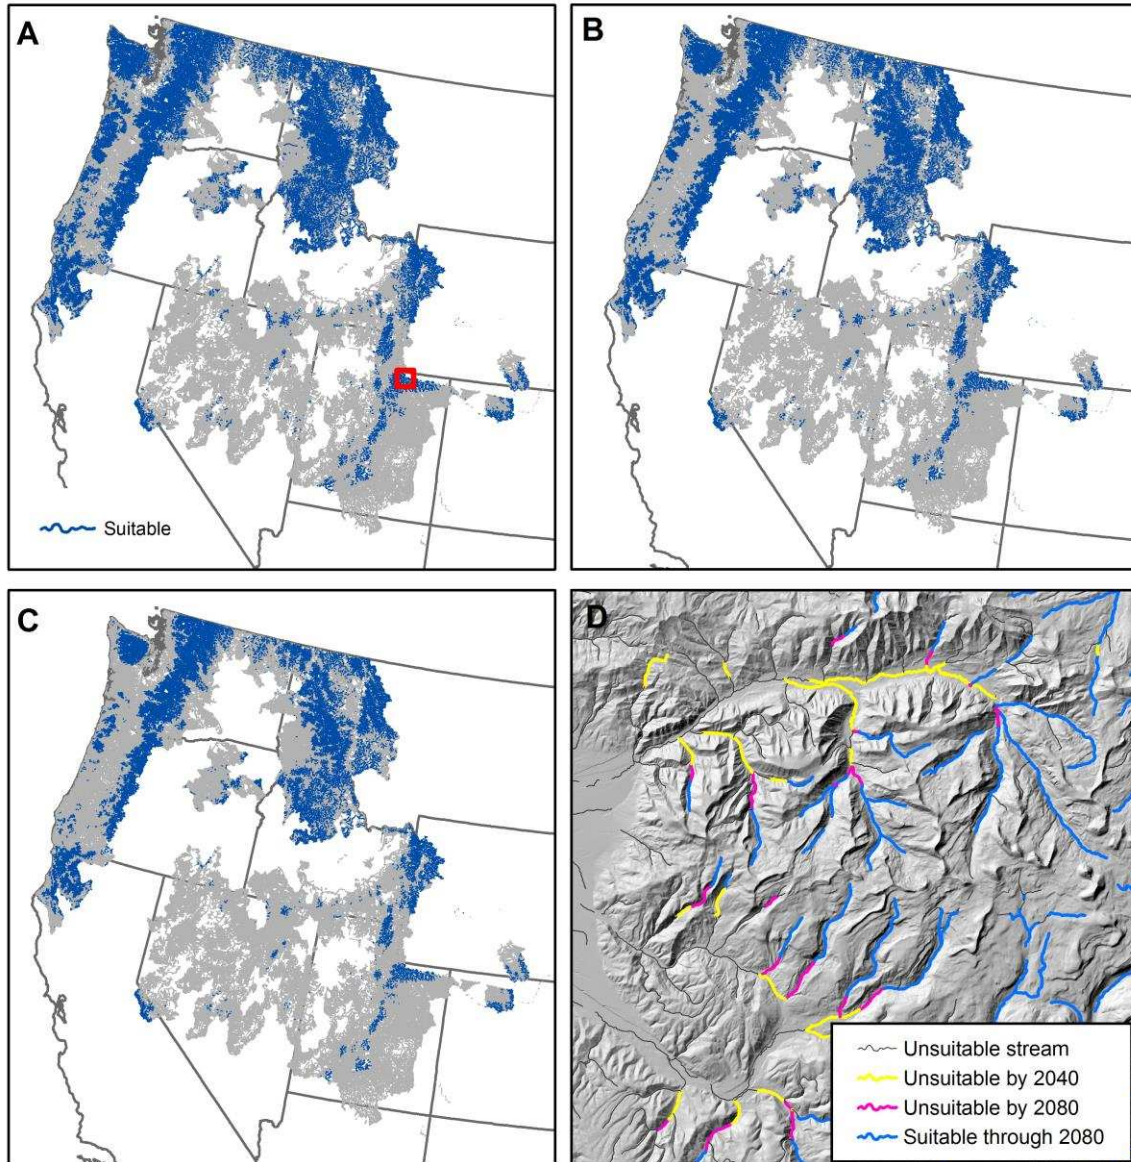 A
B
Suitable
C
D
Unsuitable stream
Unsuitable by 2040
Unsuitable by 2080
Suitable through 2080